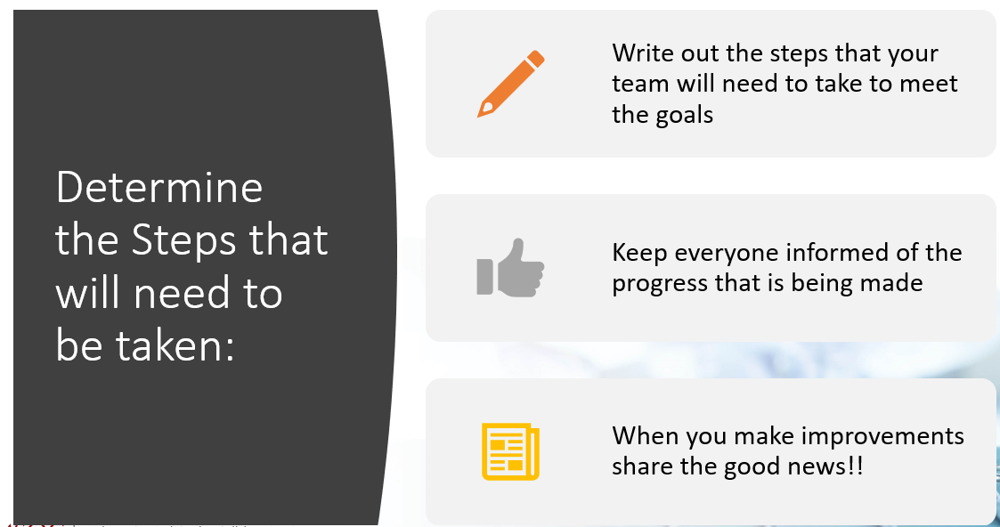 Determine
the Steps that
will need to
be taken:
Write out the steps that your
team will need to take to meet
the goals
Keep everyone informed of the
progress that is being made
When you make improvements
share the good news!!